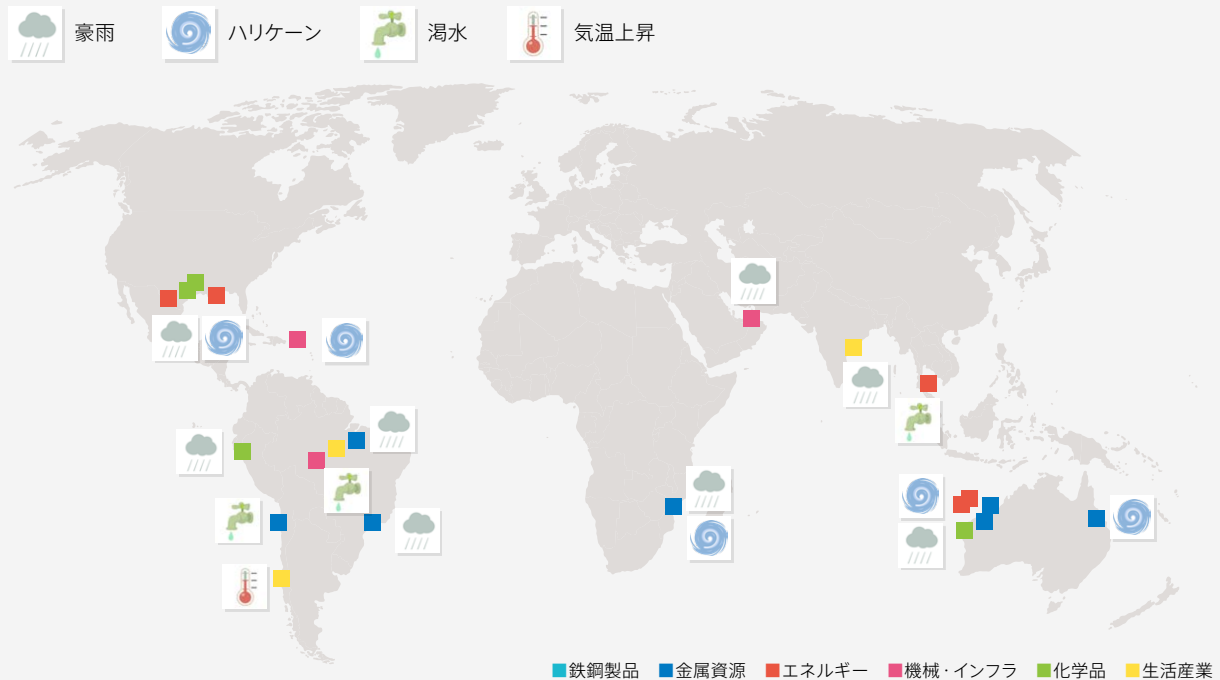 豪雨 ハリケーン 渇水 気温上昇
鉄鋼製品 金属資源 エネルギー 機械・インフラ 化学品 生活産業